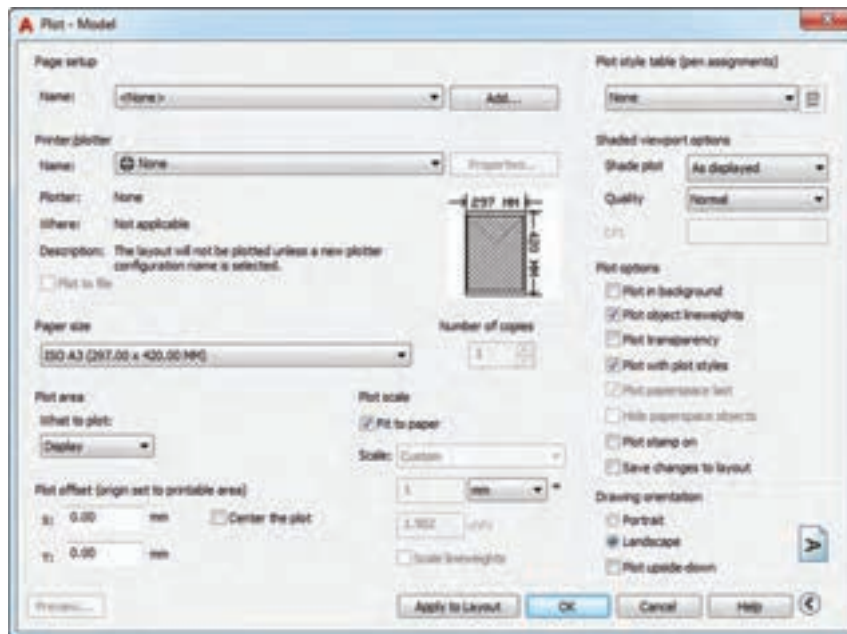 Plot - Model
Page setup
Name:
<None>
Add...
Printer/plotter
Name:
None
Properties...
Plotter:
None
Where:
Not applicable
Description:
The layout will not be plotted unless a new plotter
configuration name is selected.
Plot to file
297 MM
420 MM
Paper size
ISO A3 (297.00 x 420.00 MM)
Number of copies
1
Plot area
What to plot:
Display
Plot offset (origin set to printable area)
X:
0.00
mm
Center the plot
Y:
0.00
mm
Plot scale
Fit to paper
Scale:
Custom
1
mm
=
1.902
units
Scale lineweights
Plot style table (pen assignments)
None
Shaded viewport options
Shade plot
As displayed
Quality
Normal
DPI
Plot options
Plot in background
Plot object lineweights
Plot transparency
Plot with plot styles
Plot paperspace last
Hide paperspace objects
Plot stamp on
Save changes to layout
Drawing orientation
Portrait
Landscape
Plot upside down
A
Preview...
Apply to Layout
OK
Cancel
Help